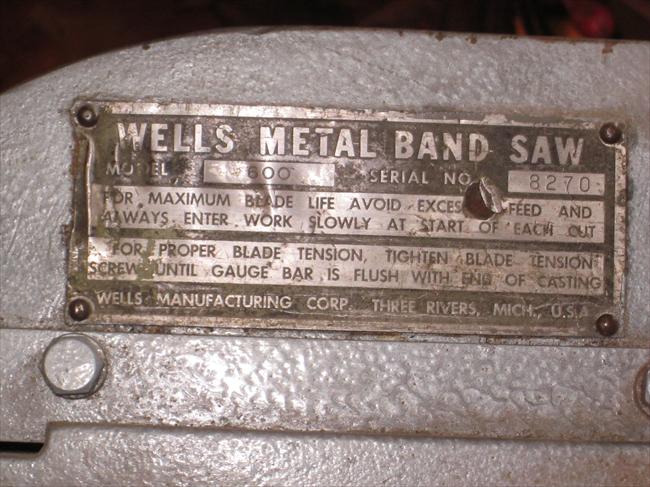 WELLS METAL BAND SAW
MODEL 600 SERIAL NO. 8270
FOR MAXIMUM BLADE LIFE AVOID EXCES FEED AND
ALWAYS ENTER WORK SLOWLY AT START OF EACH CUT
FOR PROPER BLADE TENSION, TIGHTEN BLADE TENSION
SCREW UNTIL GAUGE BAR IS FLUSH WITH END OF CASTING
WELLS MANUFACTURING CORP. THREE RIVERS, MICH., U.S.A